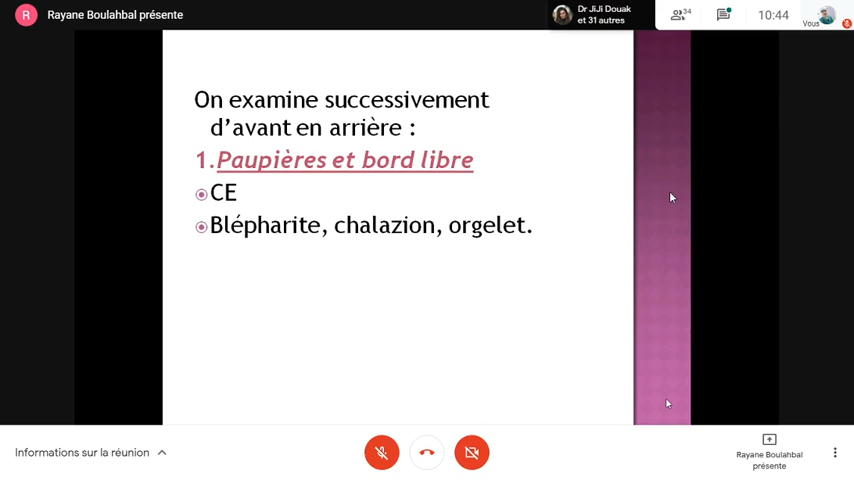 R Rayane Boulahbal présente
Dr JiJi Douak
et 31 autres
34
10:44
Vous
On examine successivement
d’avant en arrière :
1.Paupières et bord libre
CE
Blépharite, chalazion, orgelet.
Informations sur la réunion
Rayane Boulahbal
présente